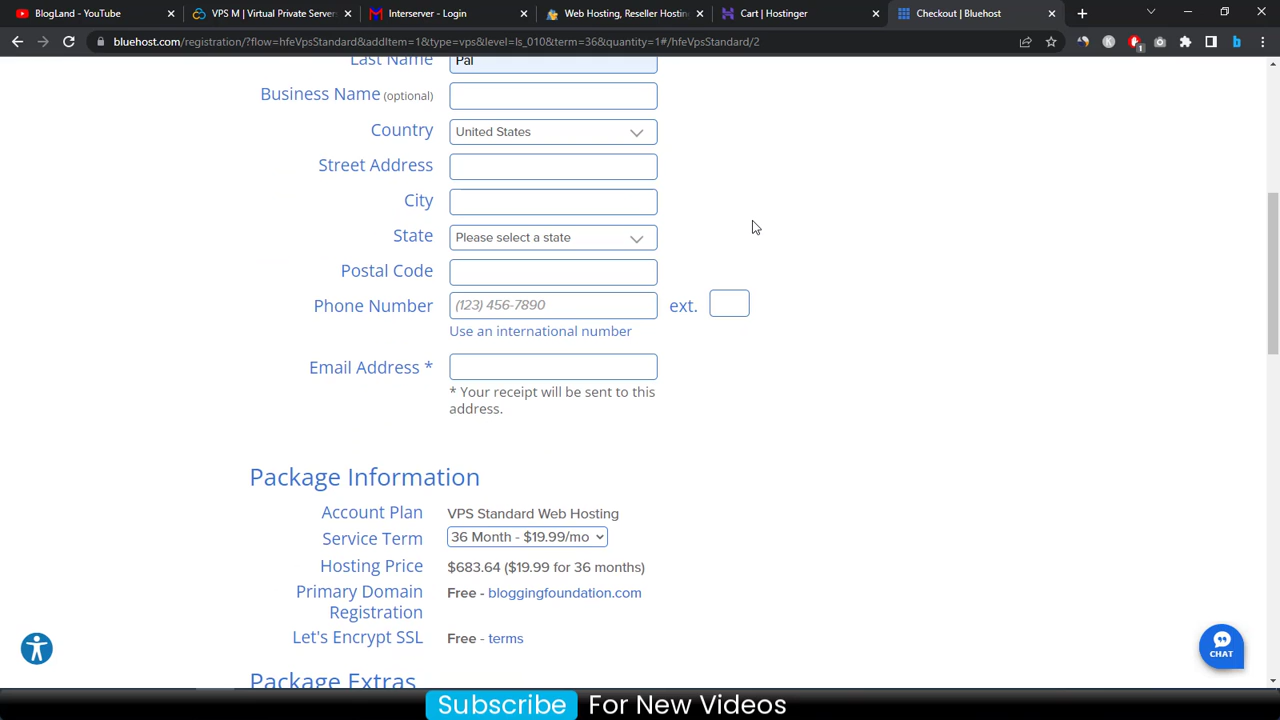 BlogLand - YouTube
VPS M | Virtual Private Server
Interserver - Login
Web Hosting, Reseller Hostin
Cart | Hostinger
Checkout | Bluehost
bluehost.com/registration/?flow=hfeVpsStandard&addItem=1&type=vps&level=ls_010&term=36&quantity=1#/hfeVpsStandard/2
Last Name Pal
Business Name (optional)
Country United States
Street Address
City
State Please select a state
Postal Code
Phone Number (123) 456-7890 ext.
Use an international number
Email Address *
* Your receipt will be sent to this
address.
Package Information
Account Plan VPS Standard Web Hosting
Service Term 36 Month - $19.99/mo
Hosting Price $683.64 ($19.99 for 36 months)
Primary Domain Free - bloggingfoundation.com
Registration
Let's Encrypt SSL Free - terms
CHAT
Package Extras
Subscribe For New Videos